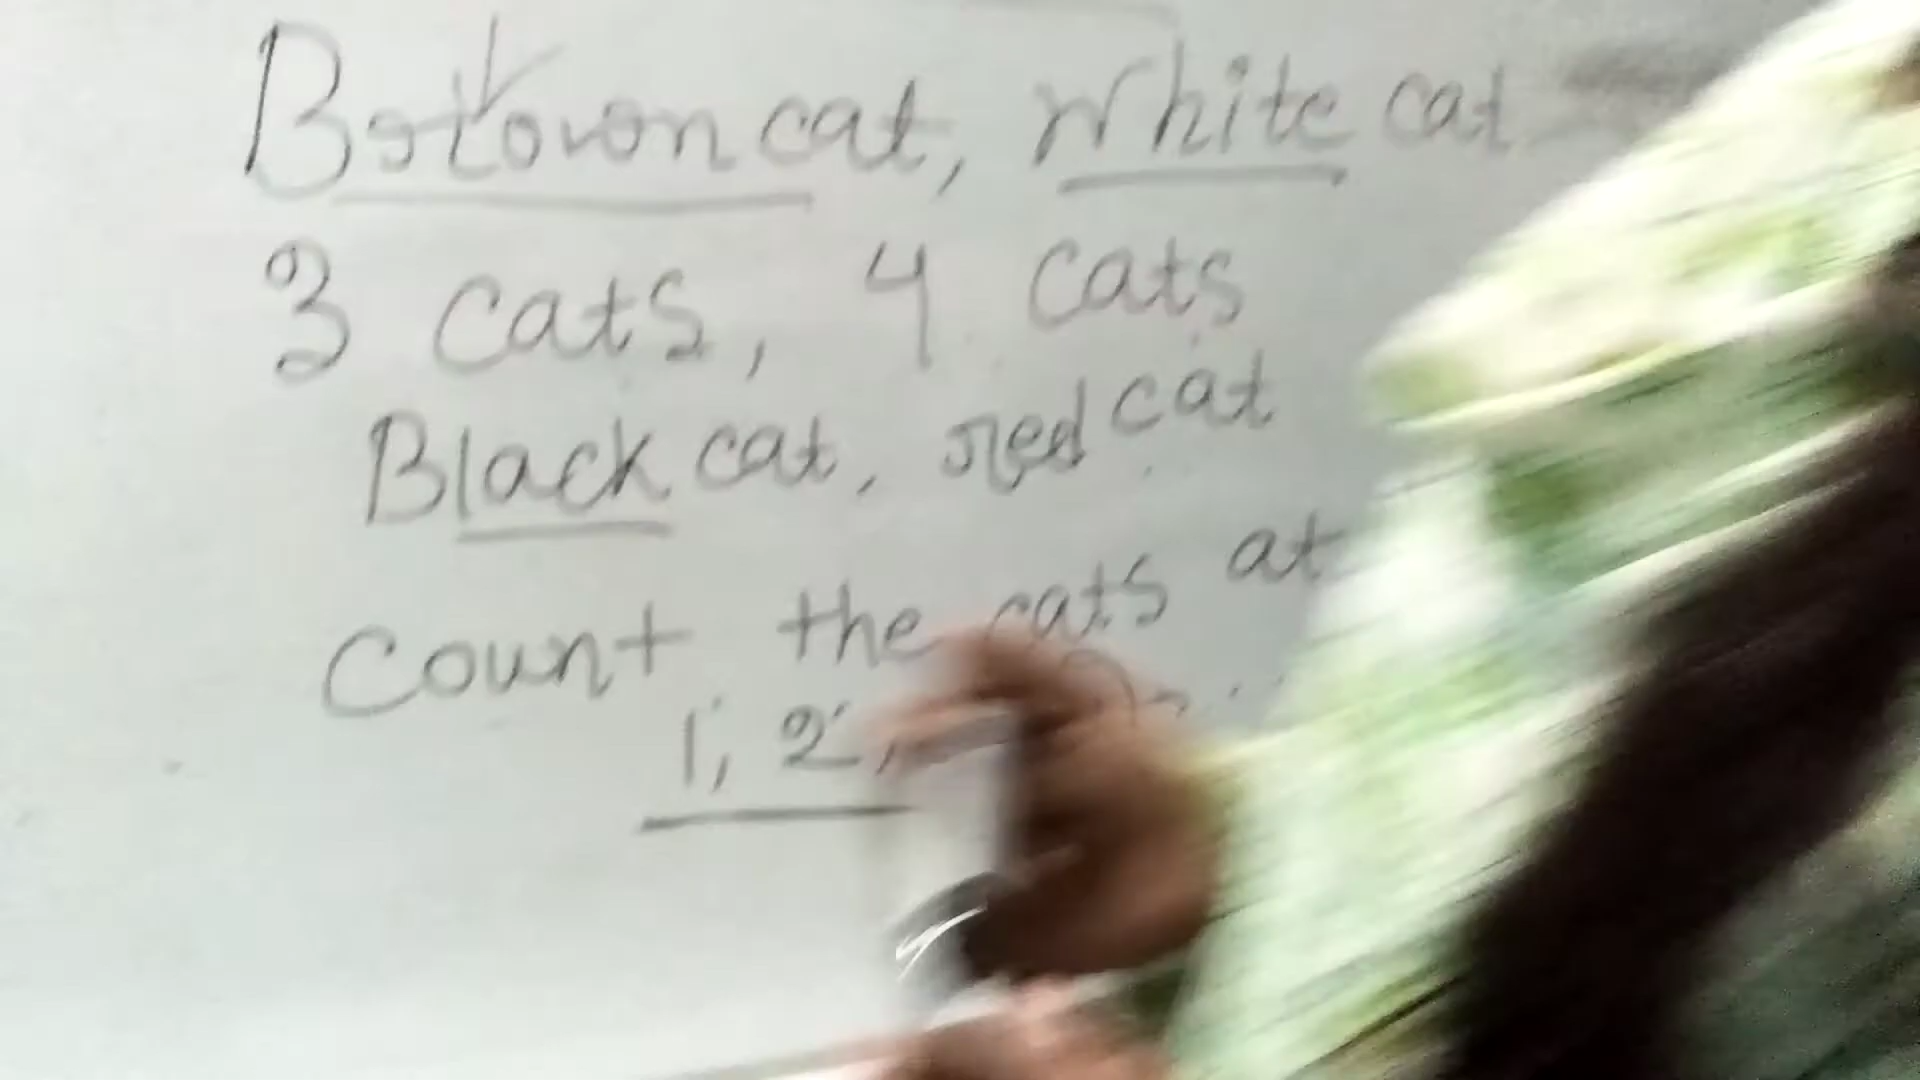 Brown cat, white cat
3 cats, 4 cats
Black cat, red cat
Count the cats at
1, 2,